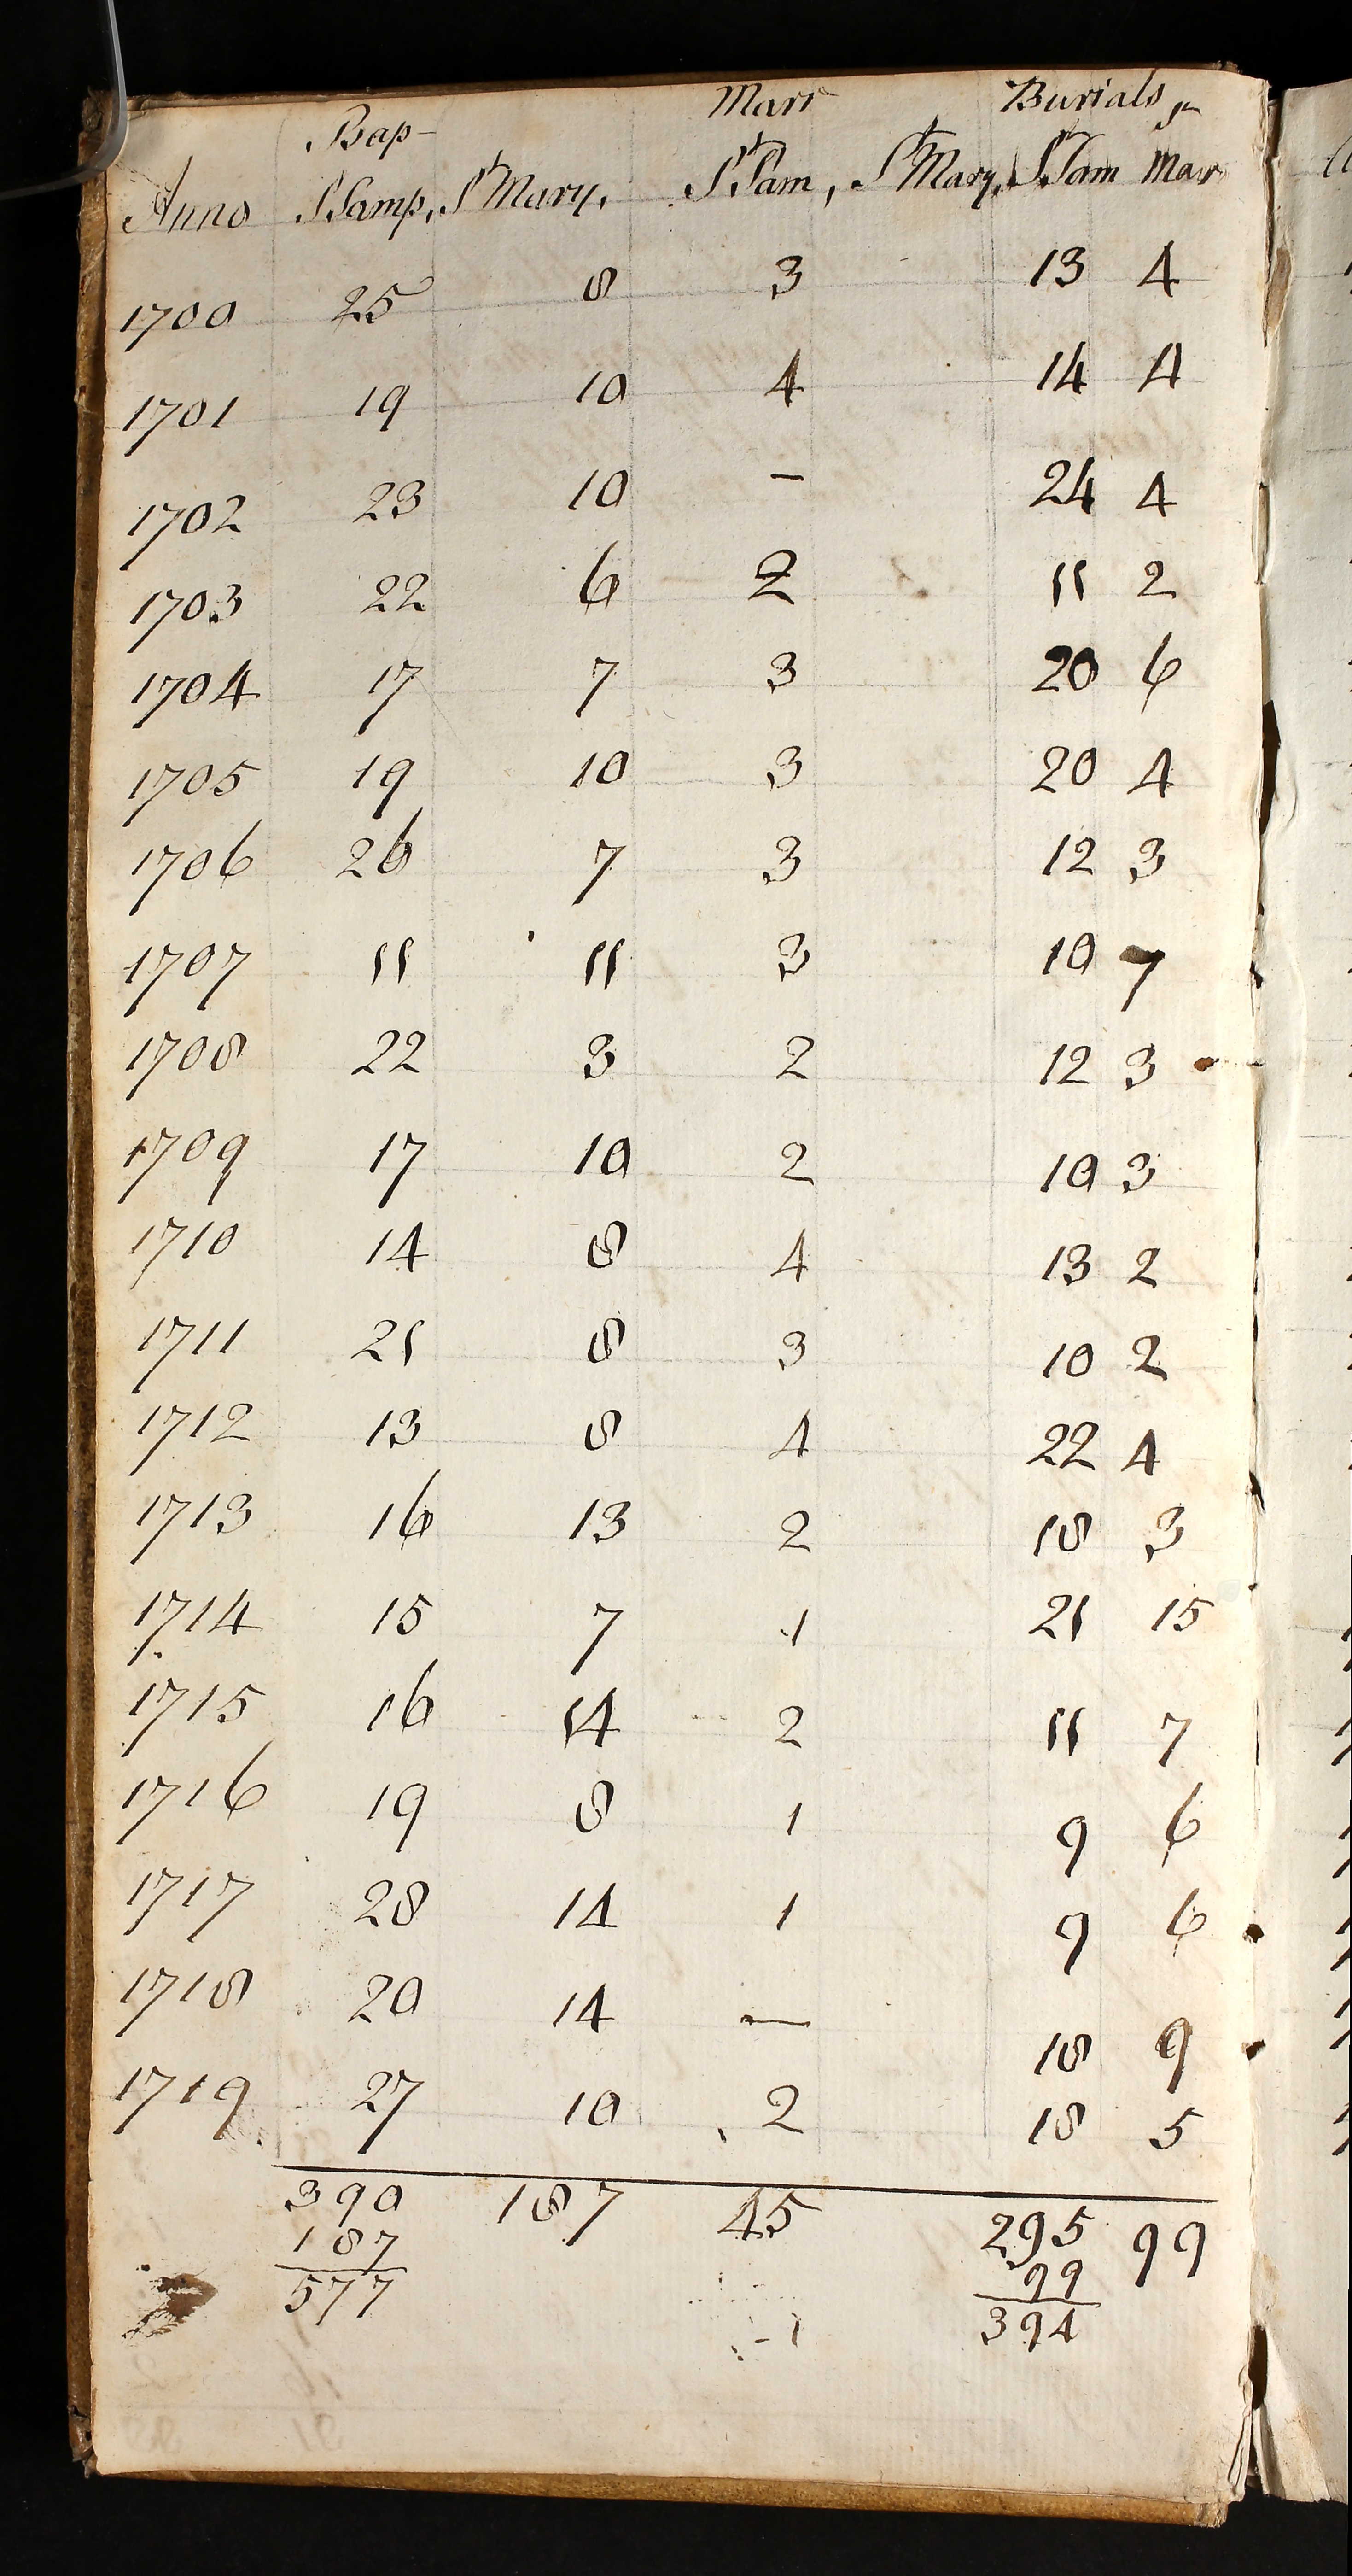 Bap Marr Burials
Anno St Samp, St Mary, St Sam, St Mary, St Sam St Mar
1700 25 8 3 13 4
1701 19 10 4 14 4
1702 23 10 - 24 4
1703 22 6 2 11 2
1704 17 7 3 20 6
1705 19 10 3 20 4
1706 26 7 3 12 3
1707 11 11 3 10 7
1708 22 3 2 12 3
1709 17 10 2 10 3
1710 14 8 4 13 2
1711 21 8 3 10 2
1712 13 8 4 22 4
1713 16 13 2 18 3
1714 15 7 1 21 15
1715 16 14 2 11 7
1716 19 8 1 9 6
1717 28 14 1 9 6
1718 20 14 — 18 9
1719 27 10 2 18 5
390 187 45 295 99
187 99
577 394